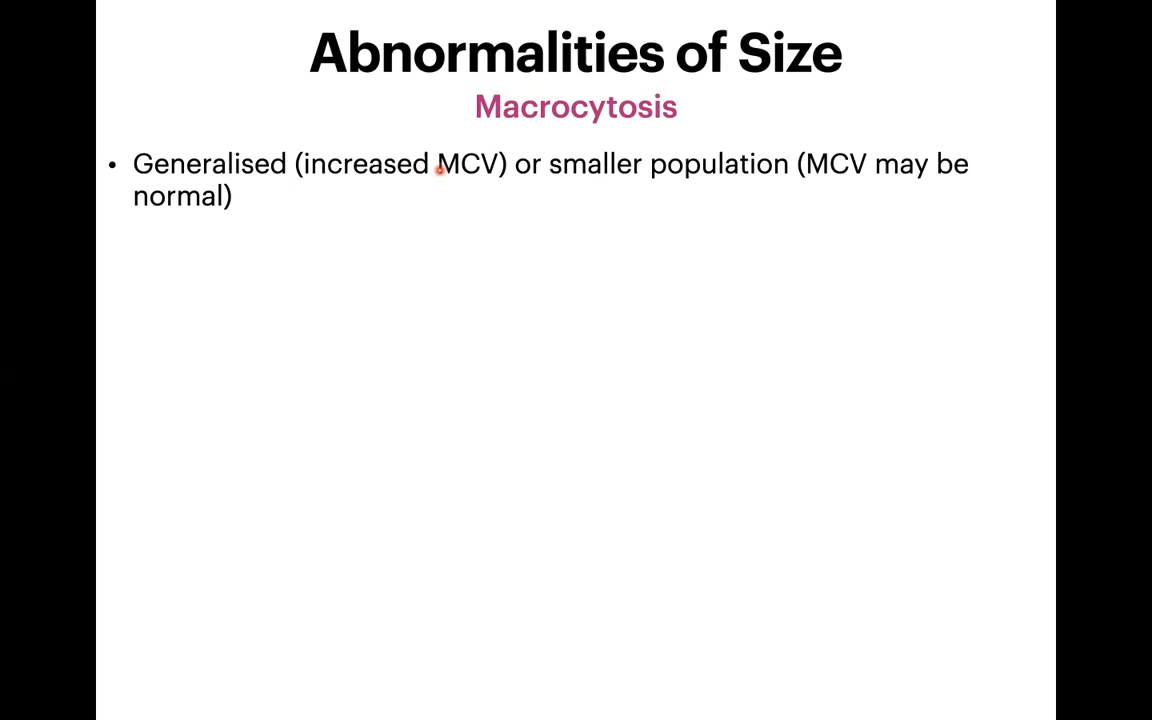 Abnormalities of Size
Macrocytosis
• Generalised (increased MCV) or smaller population (MCV may be
normal)